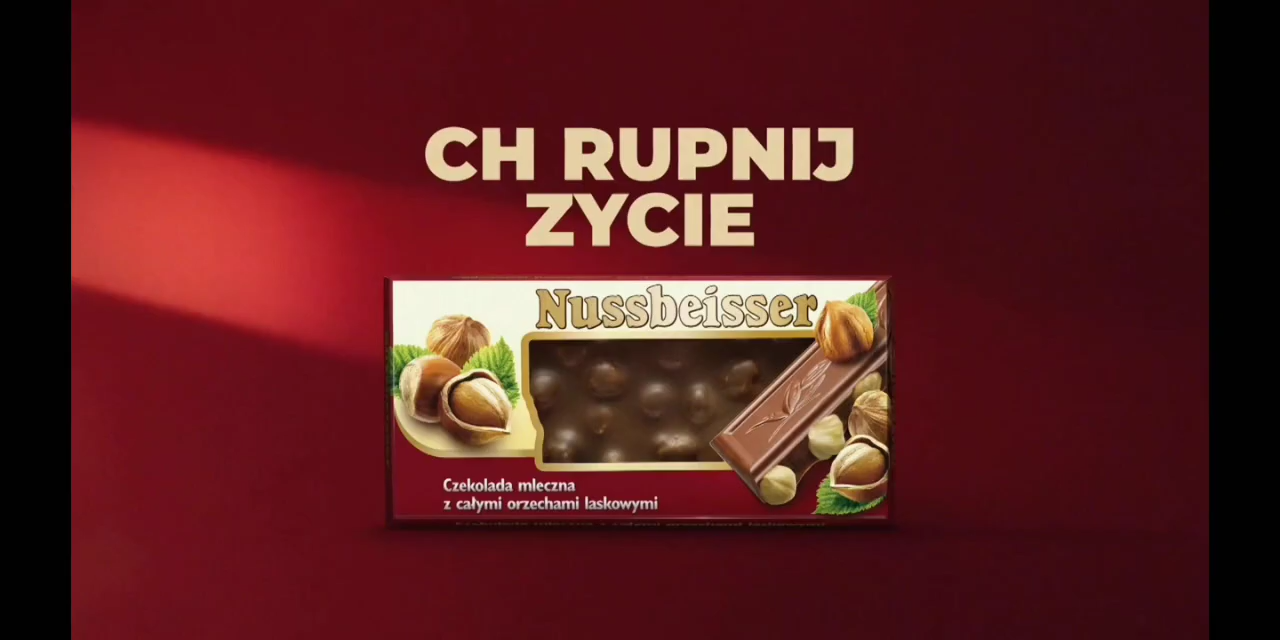 CH RUPNIJ
ZYCIE
Nussbeisser
Czekolada mleczna
z całymi orzechami laskowymi